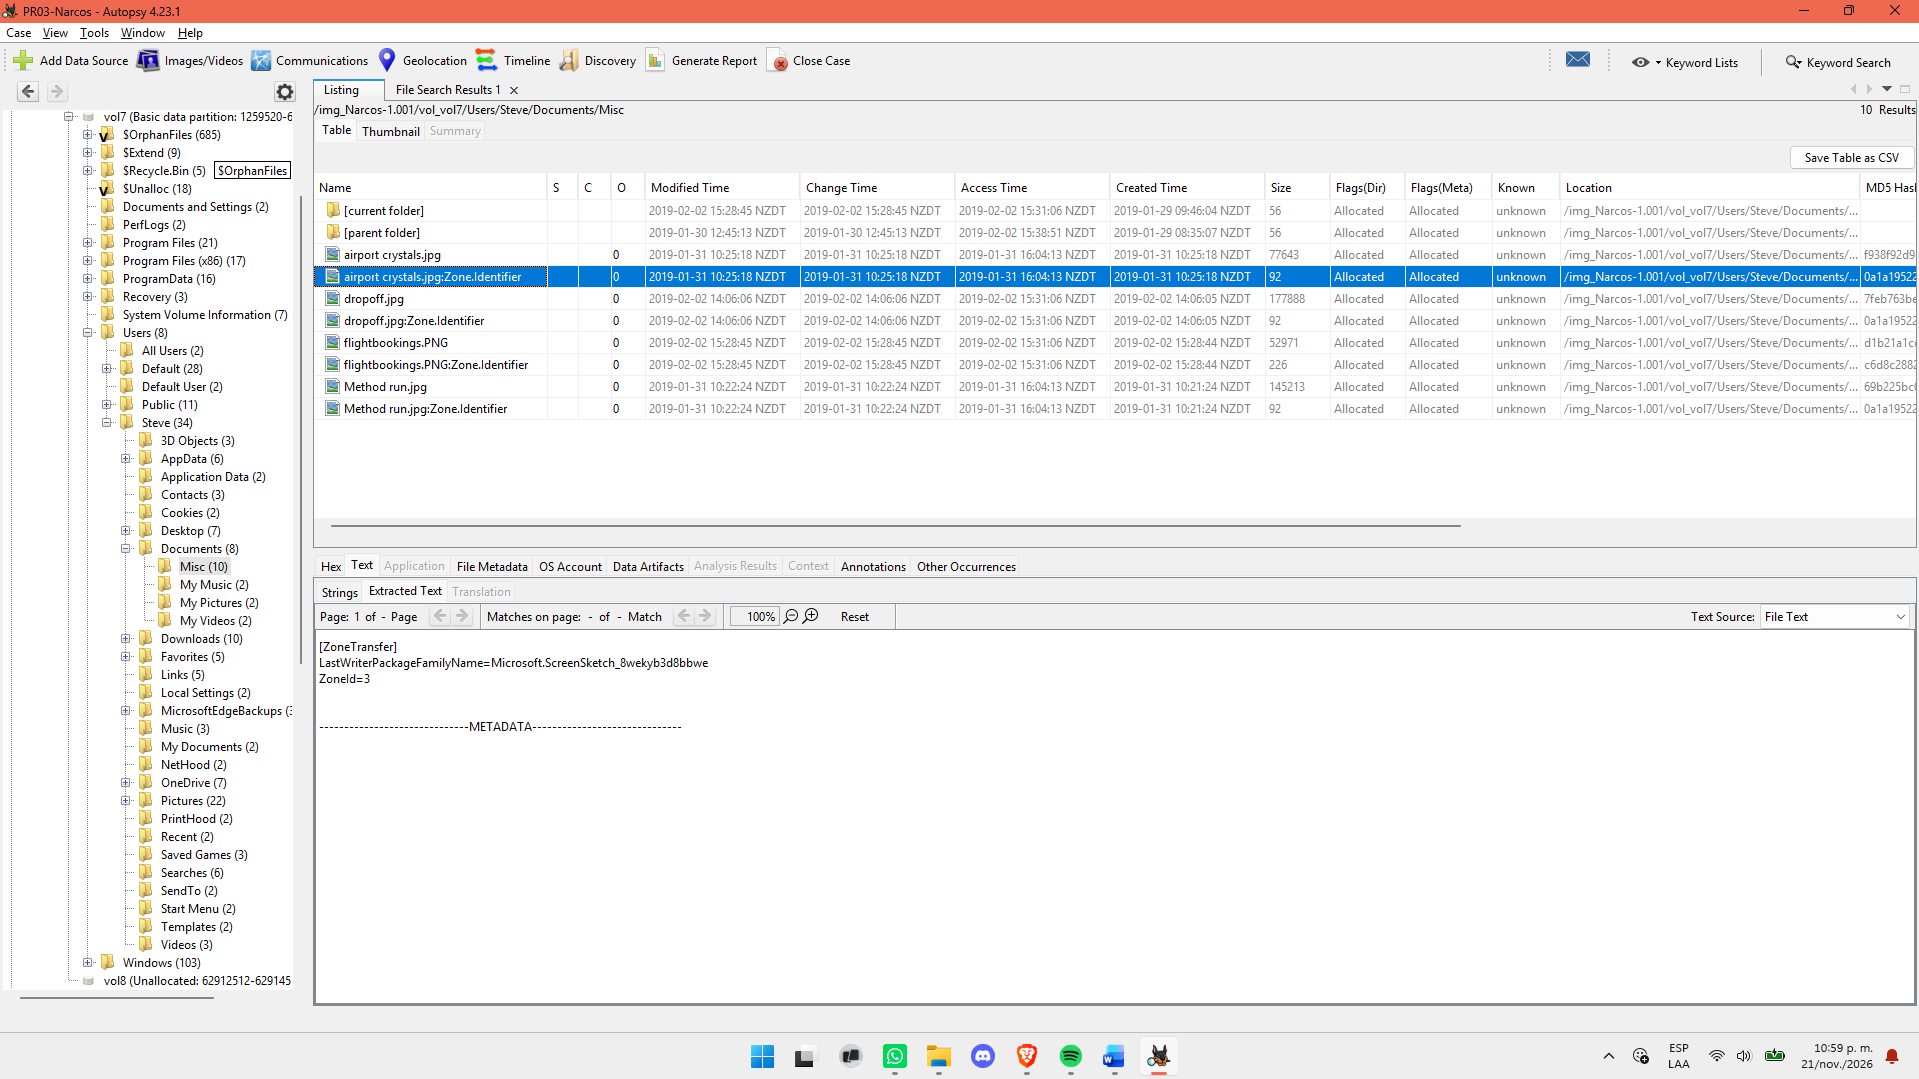 PR03-Narcos - Autopsy 4.23.1
Case View Tools Window Help
Add Data Source Images/Videos Communications Geolocation Timeline Discovery Generate Report Close Case Keyword Lists Keyword Search
vol7 (Basic data partition: 1259520-6
$OrphanFiles (685)
$Extend (9)
$Recycle.Bin (5) $OrphanFiles
$Unalloc (18)
Documents and Settings (2)
PerfLogs (2)
Program Files (21)
Program Files (x86) (17)
ProgramData (16)
Recovery (3)
System Volume Information (7)
Users (8)
All Users (2)
Default (28)
Default User (2)
Public (11)
Steve (34)
3D Objects (3)
AppData (6)
Application Data (2)
Contacts (3)
Cookies (2)
Desktop (7)
Documents (8)
Misc (10)
My Music (2)
My Pictures (2)
My Videos (2)
Downloads (10)
Favorites (5)
Links (5)
Local Settings (2)
MicrosoftEdgeBackups (3
Music (3)
My Documents (2)
NetHood (2)
OneDrive (7)
Pictures (22)
PrintHood (2)
Recent (2)
Saved Games (3)
Searches (6)
SendTo (2)
Start Menu (2)
Templates (2)
Videos (3)
Windows (103)
vol8 (Unallocated: 62912512-629145
Listing File Search Results 1
/img_Narcos-1.001/vol_vol7/Users/Steve/Documents/Misc 10 Results
Table Thumbnail Summary
Save Table as CSV
Name S C O Modified Time Change Time Access Time Created Time Size Flags(Dir) Flags(Meta) Known Location MD5 Hash
[current folder] 2019-02-02 15:28:45 NZDT 2019-02-02 15:28:45 NZDT 2019-02-02 15:31:06 NZDT 2019-01-29 09:46:04 NZDT 56 Allocated Allocated unknown /img_Narcos-1.001/vol_vol7/Users/Steve/Documents/...
[parent folder] 2019-01-30 12:45:13 NZDT 2019-01-30 12:45:13 NZDT 2019-02-02 15:38:51 NZDT 2019-01-29 08:35:07 NZDT 56 Allocated Allocated unknown /img_Narcos-1.001/vol_vol7/Users/Steve/Documents/...
airport crystals.jpg 0 2019-01-31 10:25:18 NZDT 2019-01-31 10:25:18 NZDT 2019-01-31 16:04:13 NZDT 2019-01-31 10:25:18 NZDT 77643 Allocated Allocated unknown /img_Narcos-1.001/vol_vol7/Users/Steve/Documents/... f938f92d9
airport crystals.jpg:Zone.Identifier 0 2019-01-31 10:25:18 NZDT 2019-01-31 10:25:18 NZDT 2019-01-31 16:04:13 NZDT 2019-01-31 10:25:18 NZDT 92 Allocated Allocated unknown /img_Narcos-1.001/vol_vol7/Users/Steve/Documents/... 0a1a19522
dropoff.jpg 0 2019-02-02 14:06:06 NZDT 2019-02-02 14:06:06 NZDT 2019-02-02 15:31:06 NZDT 2019-02-02 14:06:05 NZDT 177888 Allocated Allocated unknown /img_Narcos-1.001/vol_vol7/Users/Steve/Documents/... 7feb763be
dropoff.jpg:Zone.Identifier 0 2019-02-02 14:06:06 NZDT 2019-02-02 14:06:06 NZDT 2019-02-02 15:31:06 NZDT 2019-02-02 14:06:05 NZDT 92 Allocated Allocated unknown /img_Narcos-1.001/vol_vol7/Users/Steve/Documents/... 0a1a19522
flightbookings.PNG 0 2019-02-02 15:28:45 NZDT 2019-02-02 15:28:45 NZDT 2019-02-02 15:31:06 NZDT 2019-02-02 15:28:44 NZDT 52971 Allocated Allocated unknown /img_Narcos-1.001/vol_vol7/Users/Steve/Documents/... d1b21a1c
flightbookings.PNG:Zone.Identifier 0 2019-02-02 15:28:45 NZDT 2019-02-02 15:28:45 NZDT 2019-02-02 15:31:06 NZDT 2019-02-02 15:28:44 NZDT 226 Allocated Allocated unknown /img_Narcos-1.001/vol_vol7/Users/Steve/Documents/... c6d8c2882
Method run.jpg 0 2019-01-31 10:22:24 NZDT 2019-01-31 10:22:24 NZDT 2019-01-31 16:04:13 NZDT 2019-01-31 10:21:24 NZDT 145213 Allocated Allocated unknown /img_Narcos-1.001/vol_vol7/Users/Steve/Documents/... 69b225bc
Method run.jpg:Zone.Identifier 0 2019-01-31 10:22:24 NZDT 2019-01-31 10:22:24 NZDT 2019-01-31 16:04:13 NZDT 2019-01-31 10:21:24 NZDT 92 Allocated Allocated unknown /img_Narcos-1.001/vol_vol7/Users/Steve/Documents/... 0a1a19522
Hex Text Application File Metadata OS Account Data Artifacts Analysis Results Context Annotations Other Occurrences
Strings Extracted Text Translation
Page: 1 of - Page Matches on page: - of - Match 100% Reset Text Source: File Text
[ZoneTransfer]
LastWriterPackageFamilyName=Microsoft.ScreenSketch_8wekyb3d8bbwe
ZoneId=3
------------------------------METADATA------------------------------
ESP
LAA
10:59 p. m.
21/nov./2026